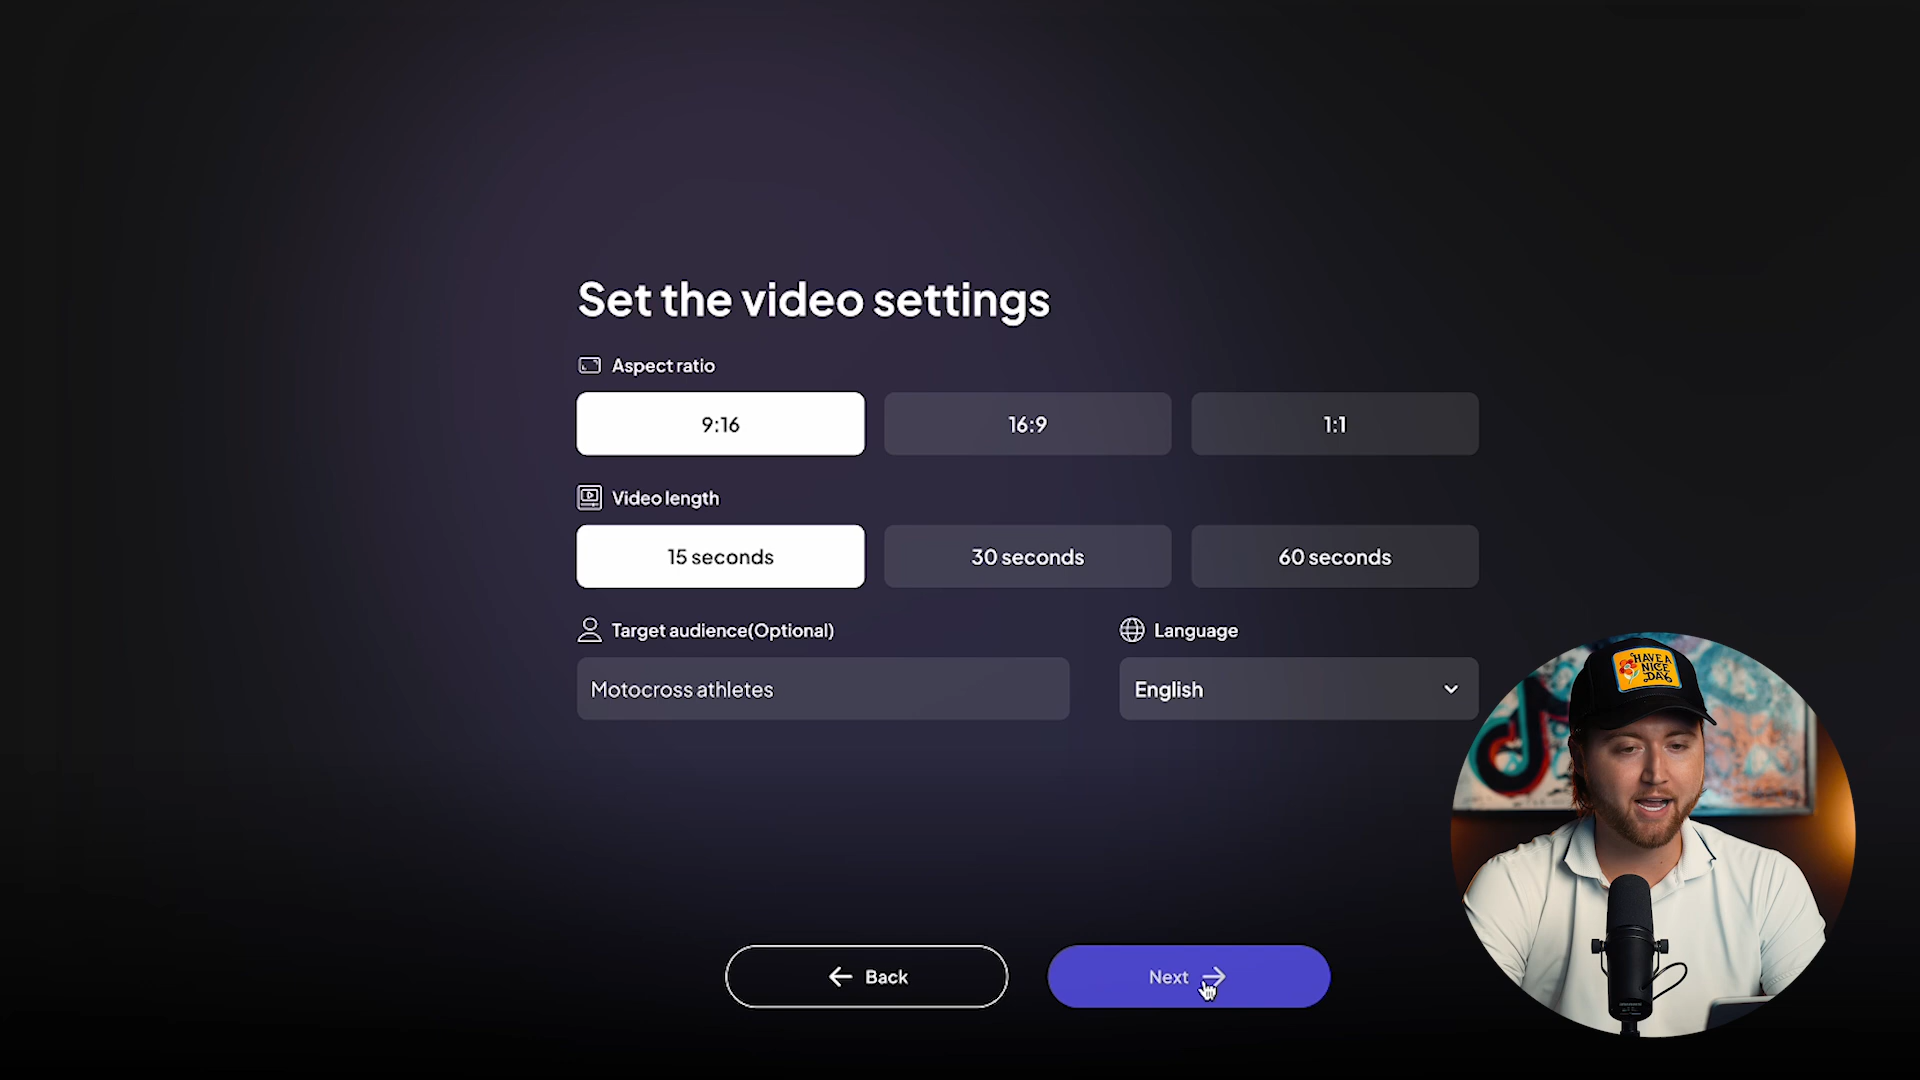 Set the video settings
Aspect ratio
9:16
16:9
1:1
Video length
15 seconds
30 seconds
60 seconds
Target audience(Optional)
Language
Motocross athletes
English
HAVE A
NICE
DAY
Back
Next